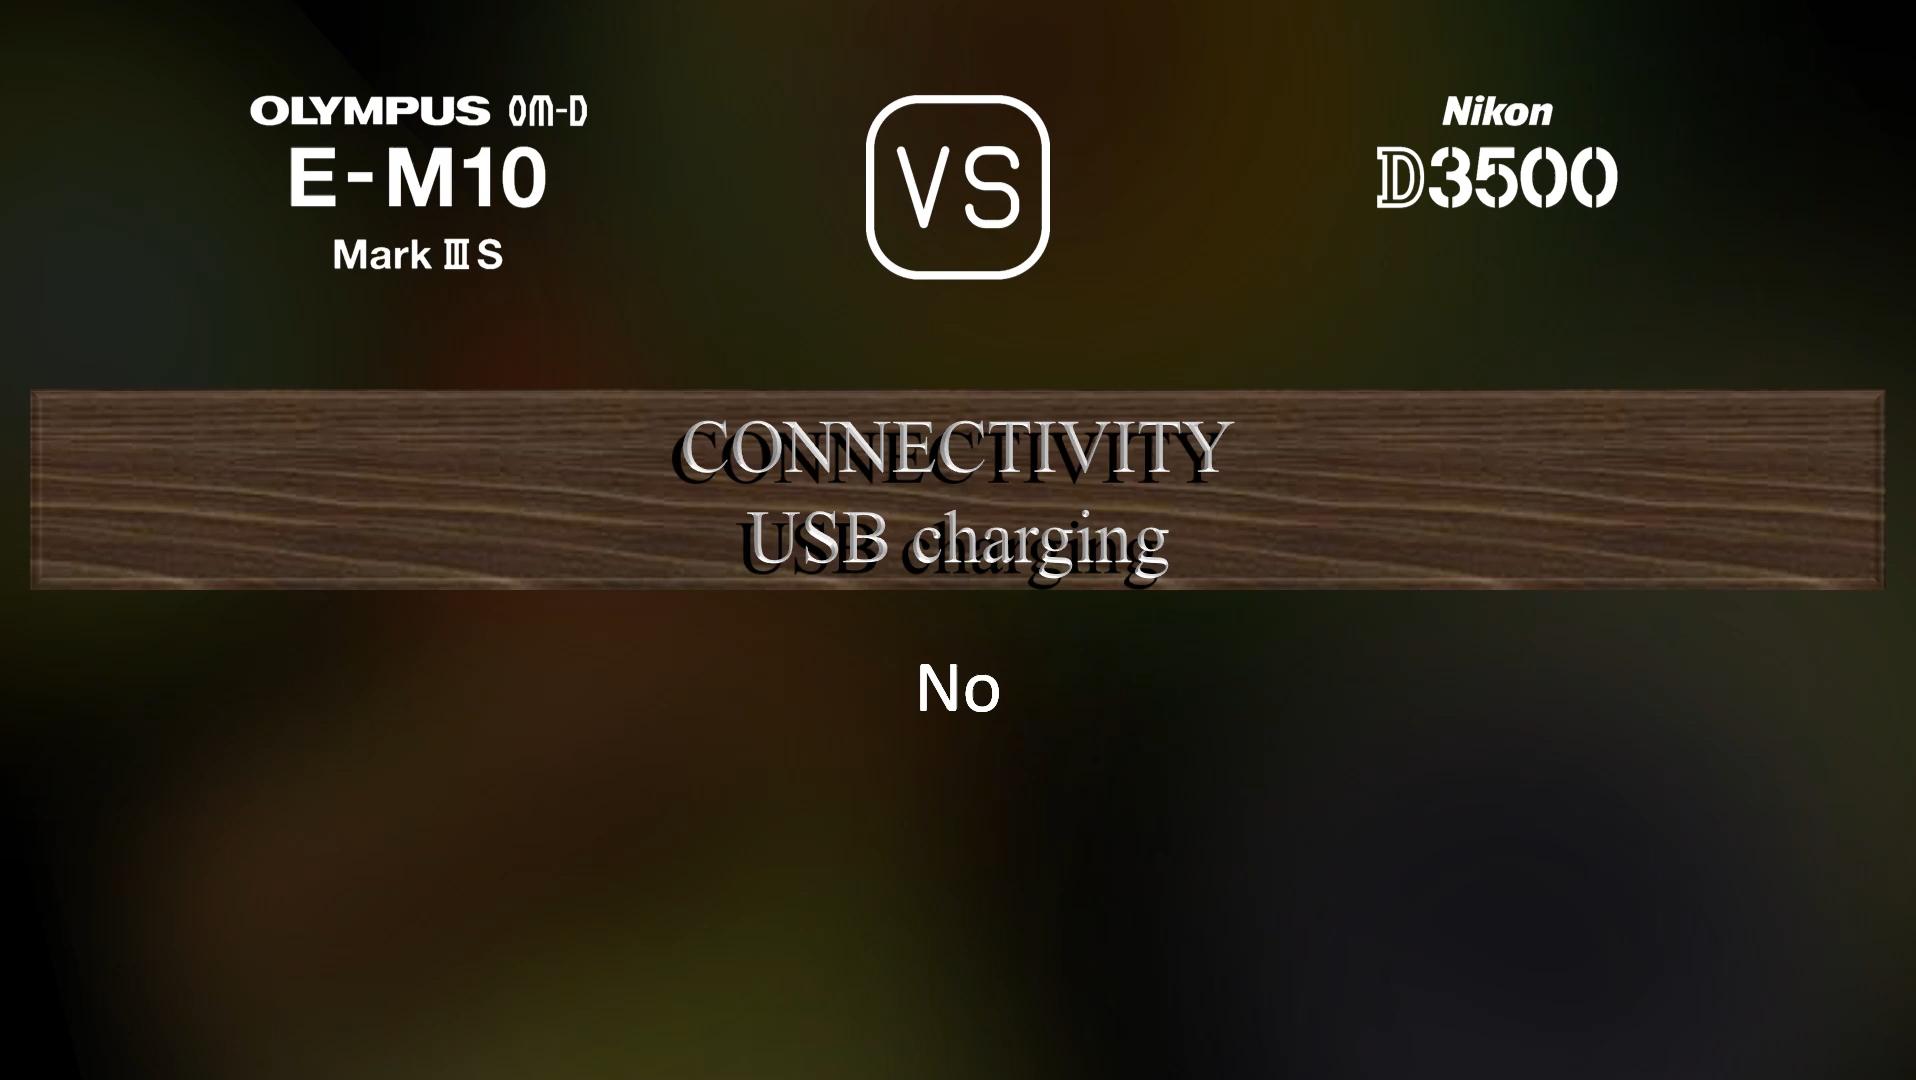 OLYMPUS OM-D
E-M10
Mark III S
VS
Nikon
D3500
CONNECTIVITY
USB charging
No